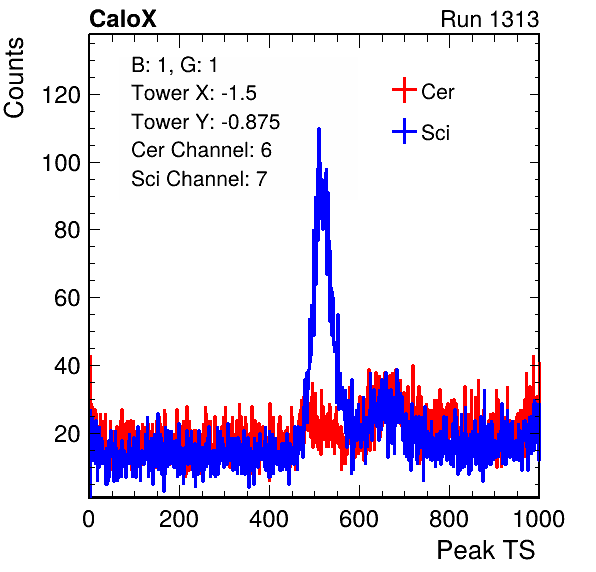 CaloX Run 1313
Counts
B: 1, G: 1
Tower X: -1.5
Tower Y: -0.875
Cer Channel: 6
Sci Channel: 7
Cer
Sci
120
100
80
60
40
20
0 200 400 600 800 1000
Peak TS